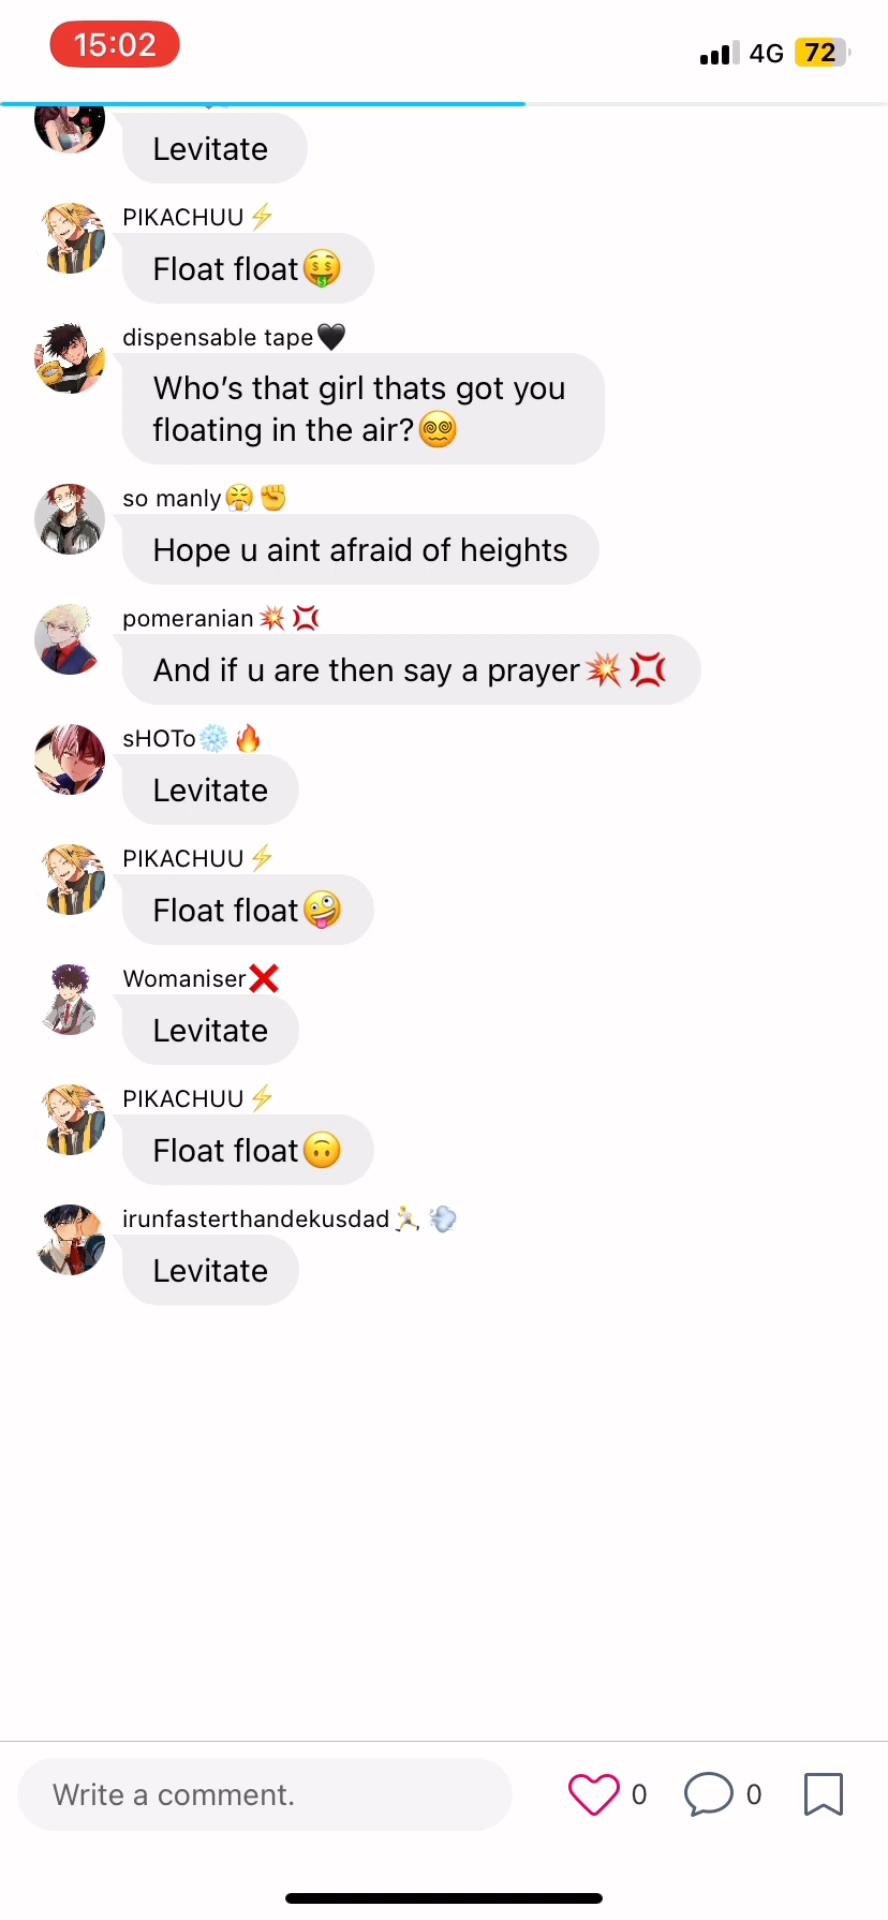 15:02
4G 72
Levitate
PIKACHUU⚡
Float float🤑
dispensable tape🖤
Who's that girl thats got you
floating in the air?😵‍💫
so manly😤✊
Hope u aint afraid of heights
pomeranian💥💢
And if u are then say a prayer💥💢
sHOTo❄️🔥
Levitate
PIKACHUU⚡
Float float🤪
Womaniser❌
Levitate
PIKACHUU⚡
Float float🙃
irunfasterthandekusdad🏃💨
Levitate
Write a comment. 0 0